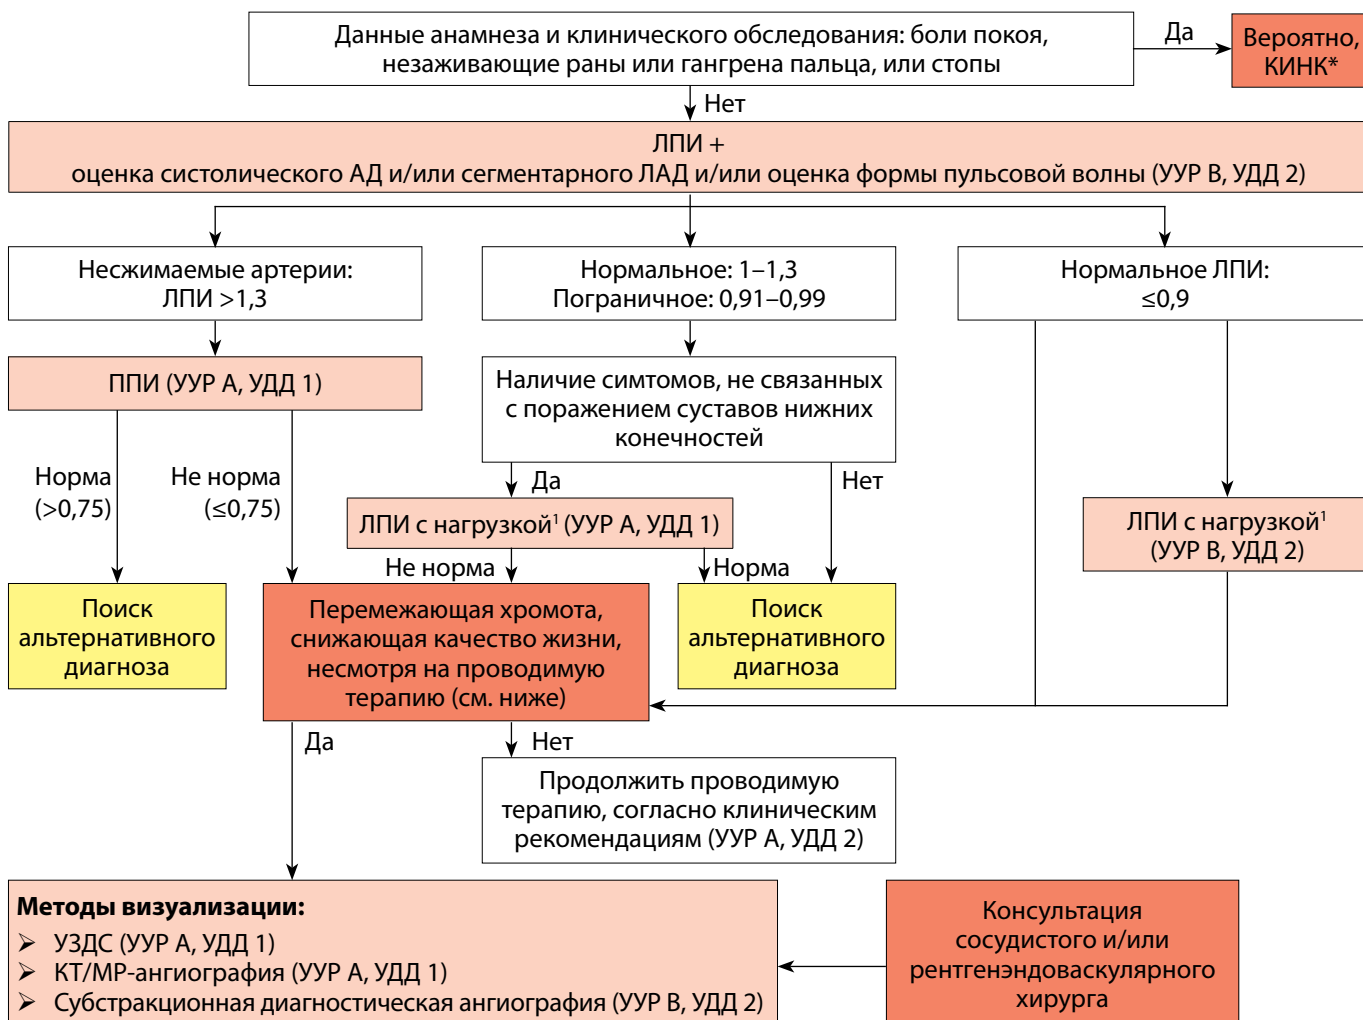 Данные анамнеза и клинического обследования: боли покоя,
незаживающие раны или гангрена пальца, или стопы
Да
Вероятно,
КИНК*
Нет
ЛПИ +
оценка систолического АД и/или сегментарного ЛАД и/или оценка формы пульсовой волны (УУР В, УДД 2)
Несжимаемые артерии:
ЛПИ >1,3
Нормальное: 1–1,3
Пограничное: 0,91–0,99
Нормальное ЛПИ:
≤0,9
ППИ (УУР А, УДД 1)
Наличие симтомов, не связанных
с поражением суставов нижних
конечностей
Норма
(>0,75)
Не норма
(≤0,75)
Да
Нет
ЛПИ с нагрузкой¹ (УУР А, УДД 1)
ЛПИ с нагрузкой¹
(УУР В, УДД 2)
Не норма
Норма
Поиск
альтернативного
диагноза
Перемежающая хромота,
снижающая качество жизни,
несмотря на проводимую
терапию (см. ниже)
Поиск
альтернативного
диагноза
Да
Нет
Продолжить проводимую
терапию, согласно клиническим
рекомендациям (УУР А, УДД 2)
Методы визуализации:
➢ УЗДС (УУР А, УДД 1)
➢ КТ/МР-ангиография (УУР А, УДД 1)
➢ Субстракционная диагностическая ангиография (УУР В, УДД 2)
Консультация
сосудистого и/или
рентгенэндоваскулярного
хирурга